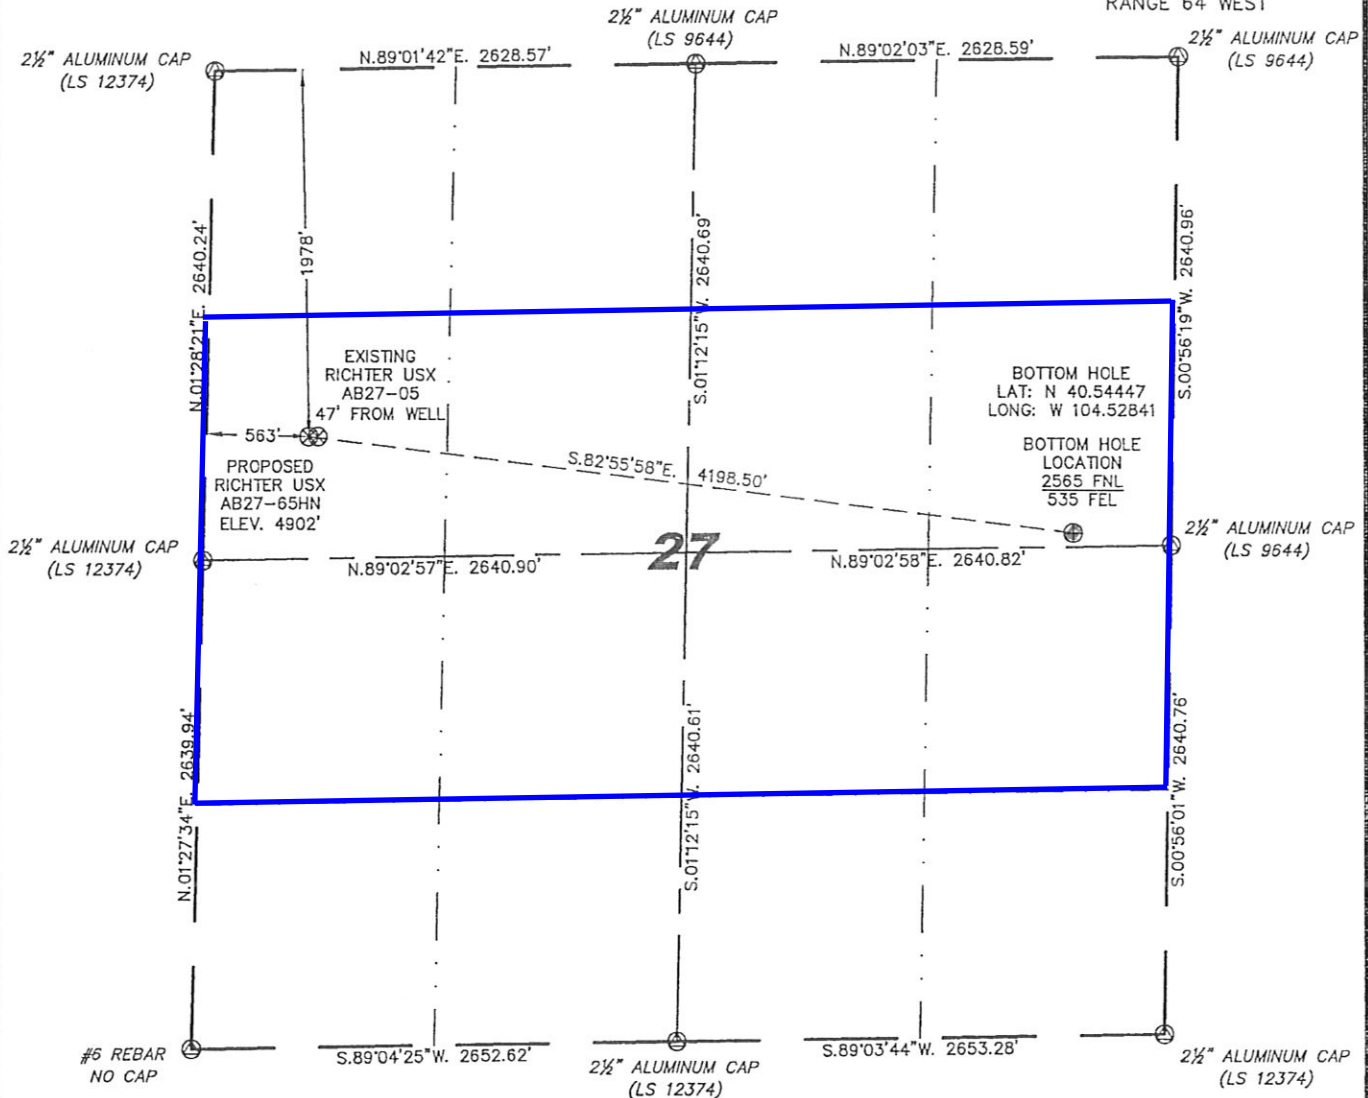 RANGE 64 WEST
2½" ALUMINUM CAP
(LS 9644)
2½" ALUMINUM CAP
(LS 12374)
N.89°01'42"E. 2628.57'
N.89°02'03"E. 2628.59'
2½" ALUMINUM CAP
(LS 9644)
1978'
N.01°28'21"E. 2640.24'
S.01°12'15"W. 2640.69'
S.00°56'19"W. 2640.96'
EXISTING
RICHTER USX
AB27-05
47' FROM WELL
563'
PROPOSED
RICHTER USX
AB27-65HN
ELEV. 4902'
S.82°55'58"E. 4198.50'
BOTTOM HOLE
LAT: N 40.54447
LONG: W 104.52841
BOTTOM HOLE
LOCATION
2565 FNL
535 FEL
2½" ALUMINUM CAP
(LS 12374)
N.89°02'57"E. 2640.90'
27
N.89°02'58"E. 2640.82'
2½" ALUMINUM CAP
(LS 9644)
N.01°27'34"E. 2639.94'
S.01°12'15"W. 2640.61'
S.00°56'01"W. 2640.76'
#6 REBAR
NO CAP
S.89°04'25"W. 2652.62'
2½" ALUMINUM CAP
(LS 12374)
S.89°03'44"W. 2653.28'
2½" ALUMINUM CAP
(LS 12374)